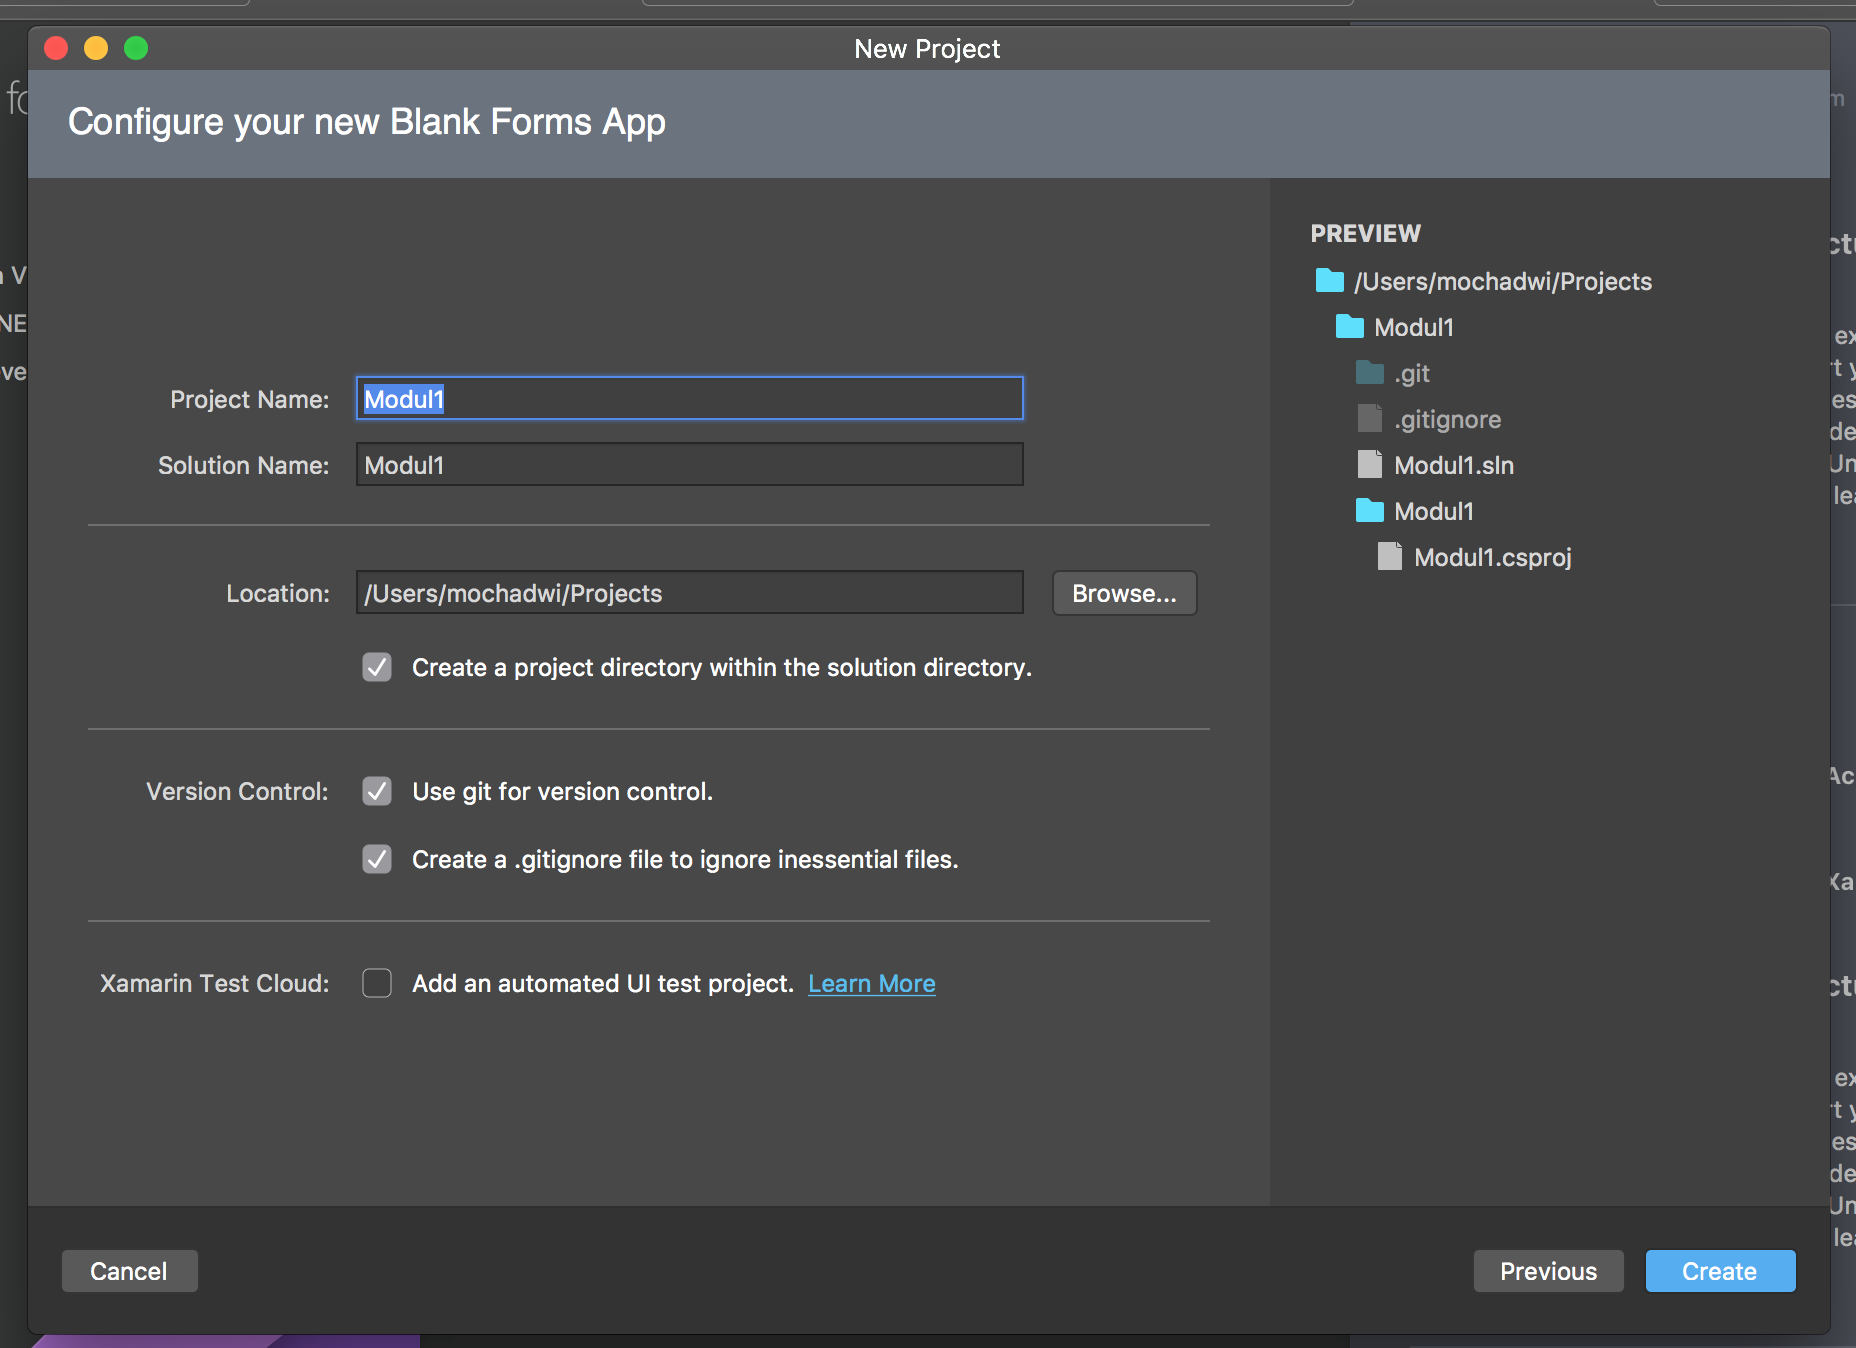 New Project
Configure your new Blank Forms App
Project Name: Modul1
Solution Name: Modul1
Location: /Users/mochadwi/Projects Browse...
Create a project directory within the solution directory.
Version Control: Use git for version control.
Create a .gitignore file to ignore inessential files.
Xamarin Test Cloud: Add an automated UI test project. Learn More
PREVIEW
/Users/mochadwi/Projects
Modul1
.git
.gitignore
Modul1.sln
Modul1
Modul1.csproj
Cancel
Previous
Create